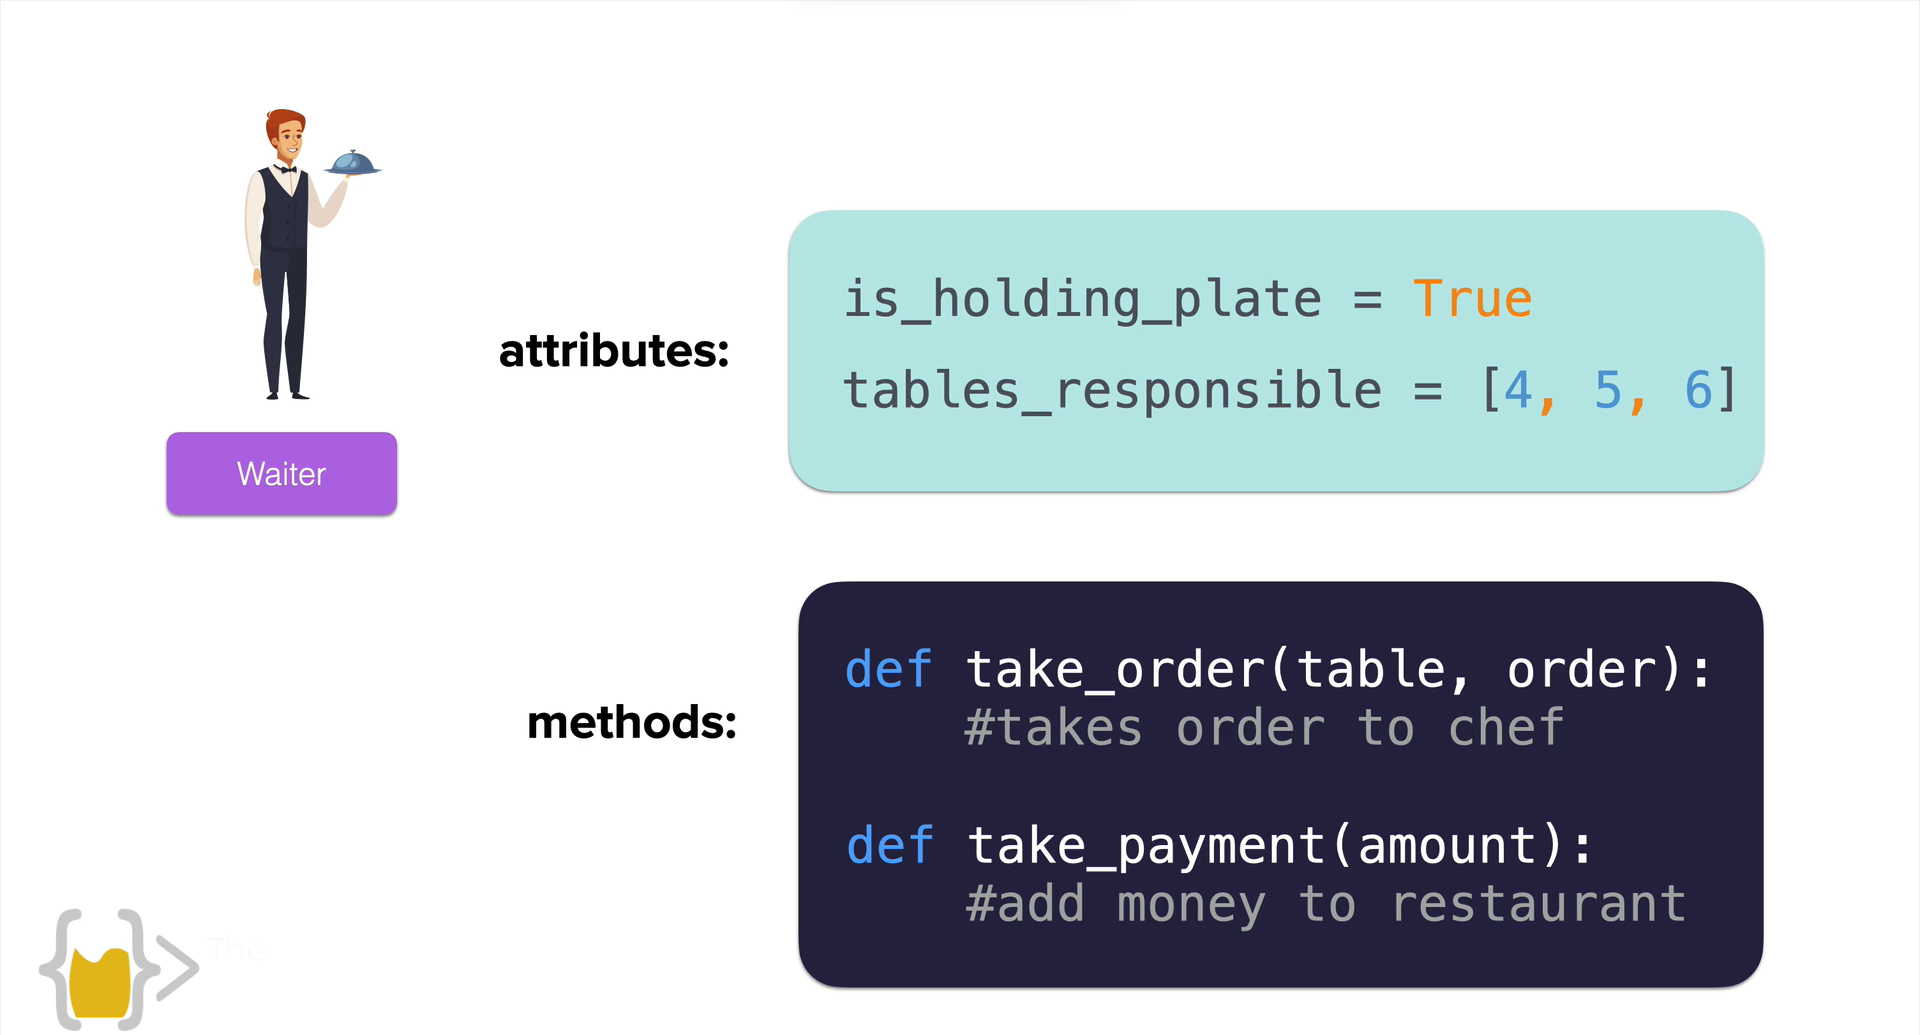 attributes:
is_holding_plate = True
tables_responsible = [4, 5, 6]
Waiter
methods:
def take_order(table, order):
#takes order to chef
def take_payment(amount):
#add money to restaurant
The